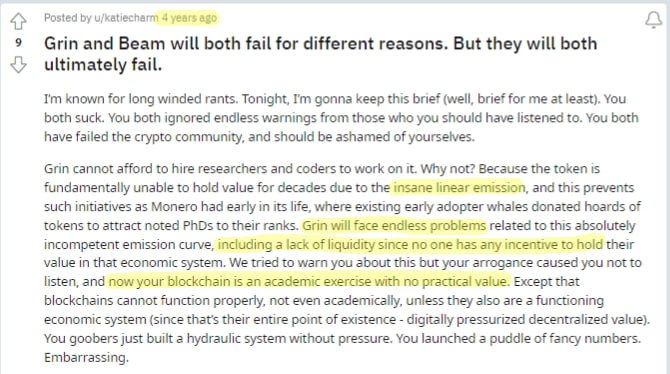 Posted by u/katiecharm 4 years ago
9
Grin and Beam will both fail for different reasons. But they will both
ultimately fail.
I'm known for long winded rants. Tonight, I'm gonna keep this brief (well, brief for me at least). You
both suck. You both ignored endless warnings from those who you should have listened to. You both
have failed the crypto community, and should be ashamed of yourselves.
Grin cannot afford to hire researchers and coders to work on it. Why not? Because the token is
fundamentally unable to hold value for decades due to the insane linear emission, and this prevents
such initiatives as Monero had early in its life, where existing early adopter whales donated hoards of
tokens to attract noted PhDs to their ranks. Grin will face endless problems related to this absolutely
incompetent emission curve, including a lack of liquidity since no one has any incentive to hold their
value in that economic system. We tried to warn you about this but your arrogance caused you not to
listen, and now your blockchain is an academic exercise with no practical value. Except that
blockchains cannot function properly, not even academically, unless they also are a functioning
economic system (since that's their entire point of existence - digitally pressurized decentralized value).
You goobers just built a hydraulic system without pressure. You launched a puddle of fancy numbers.
Embarrassing.